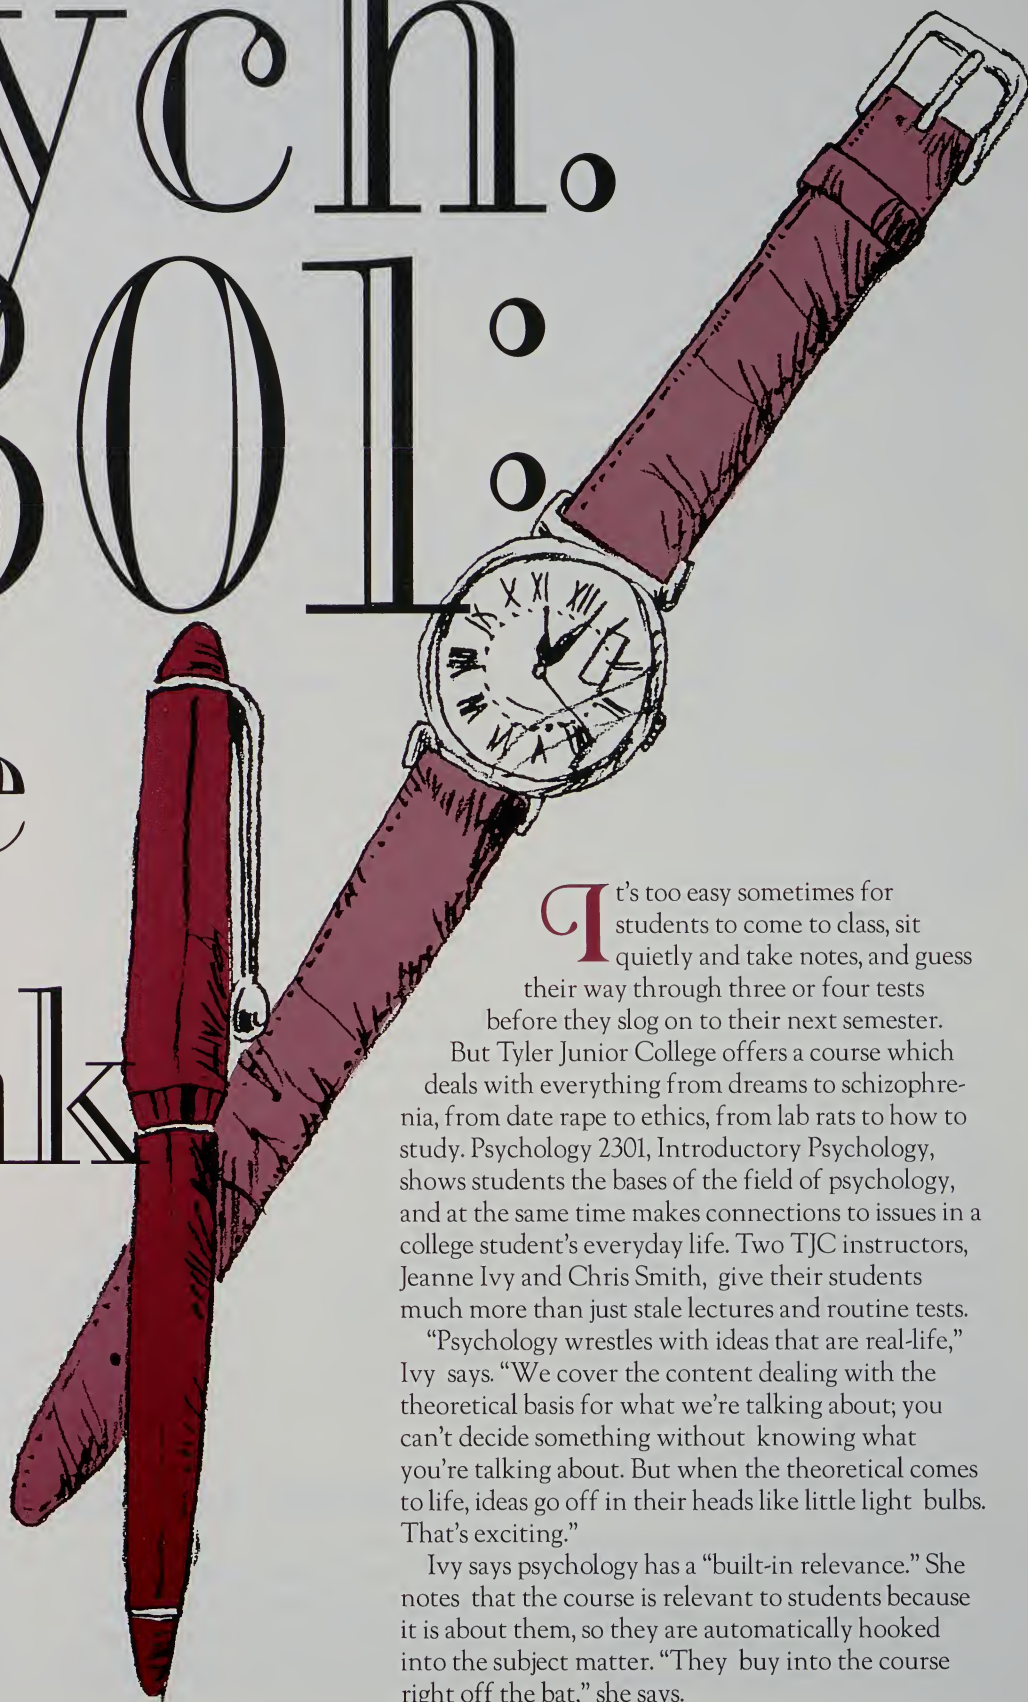 ych.
301:
e
nk
It's too easy sometimes for
students to come to class, sit
quietly and take notes, and guess
their way through three or four tests
before they slog on to their next semester.
But Tyler Junior College offers a course which
deals with everything from dreams to schizophre-
nia, from date rape to ethics, from lab rats to how to
study. Psychology 2301, Introductory Psychology,
shows students the bases of the field of psychology,
and at the same time makes connections to issues in a
college student's everyday life. Two TJC instructors,
Jeanne Ivy and Chris Smith, give their students
much more than just stale lectures and routine tests.
“Psychology wrestles with ideas that are real-life,”
Ivy says. “We cover the content dealing with the
theoretical basis for what we're talking about; you
can't decide something without knowing what
you're talking about. But when the theoretical comes
to life, ideas go off in their heads like little light bulbs.
That's exciting.”
Ivy says psychology has a “built-in relevance.” She
notes that the course is relevant to students because
it is about them, so they are automatically hooked
into the subject matter. “They buy into the course
right off the bat,” she says.